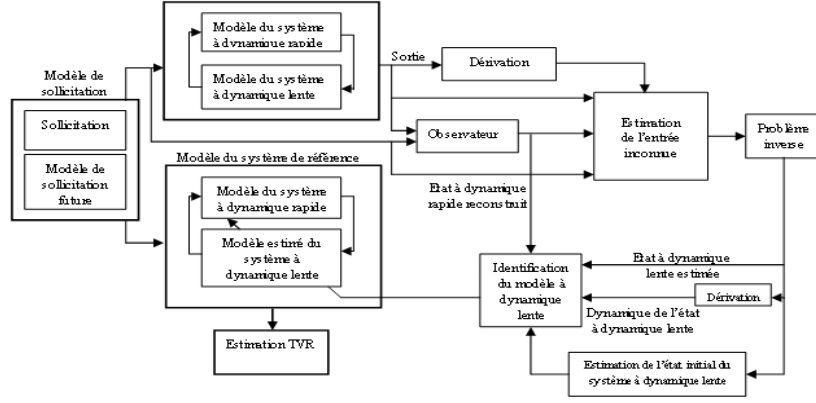 Modèle du système
à dynamique rapide
Modèle du système
à dynamique lente
Sortie
Dérivation
Modèle de
sollicitation
Sollicitation
Modèle de
sollicitation
future
Observateur
Estimation
de l'entrée
inconnue
Problème
inverse
Modèle du système de référence
Modèle du système
à dynamique rapide
Modèle estimé du
système à
dynamique lente
Etat à dynamique
rapide reconstruit
Identification
du modèle à
dynamique
lente
Etat à dynamique
lente estimée
Dérivation
Dynamique de l'état
à dynamique lente
Estimation TVR
Estimation de l'état initial du
système à dynamique lente